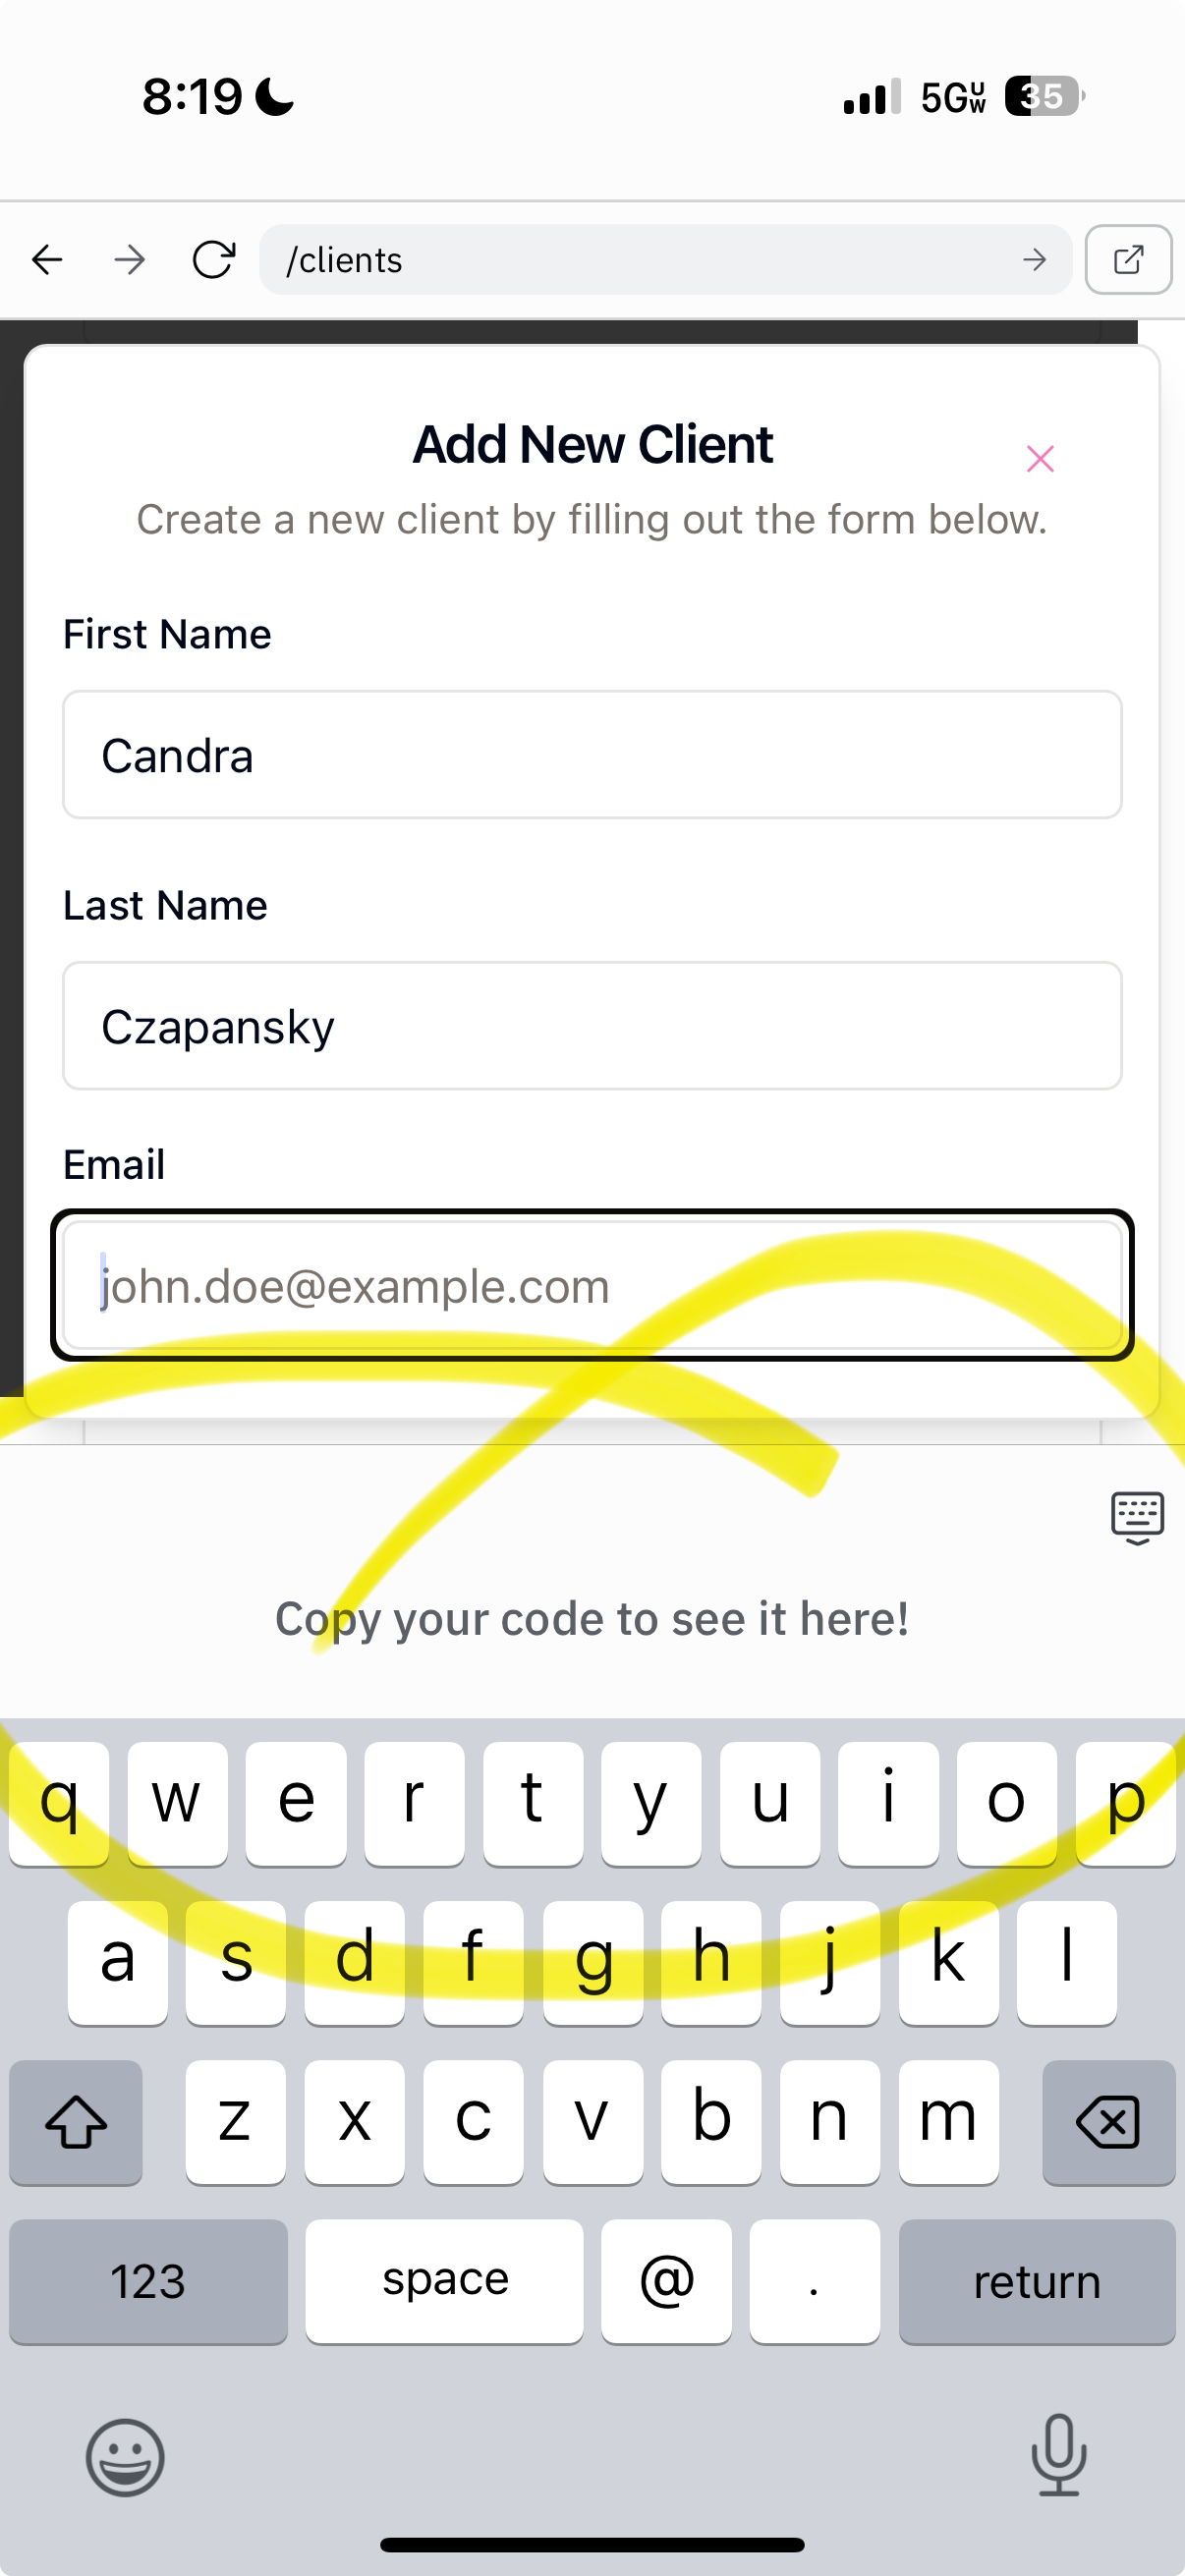 8:19
5G UW 35
/clients
Add New Client
Create a new client by filling out the form below.
First Name
Candra
Last Name
Czapansky
Email
john.doe@example.com
Copy your code to see it here!
q w e r t y u i o p
a s d f g h j k l
z x c v b n m
123 space @ . return